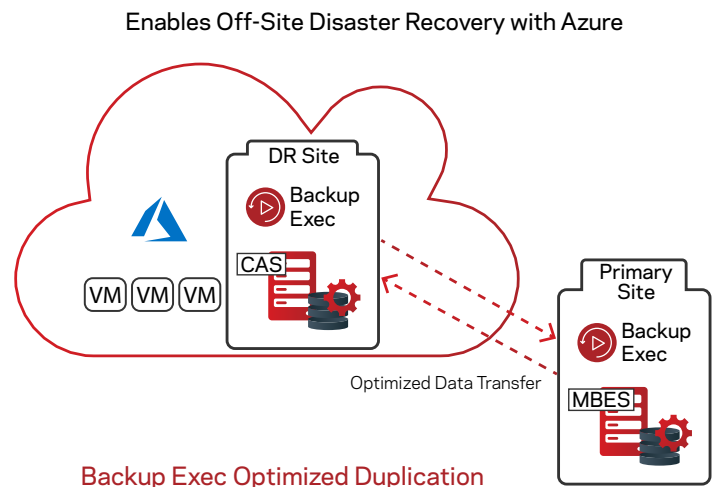 Enables Off-Site Disaster Recovery with Azure
DR Site
Backup
Exec
CAS
VM VM VM
Primary
Site
Backup
Exec
MBES
Optimized Data Transfer
Backup Exec Optimized Duplication